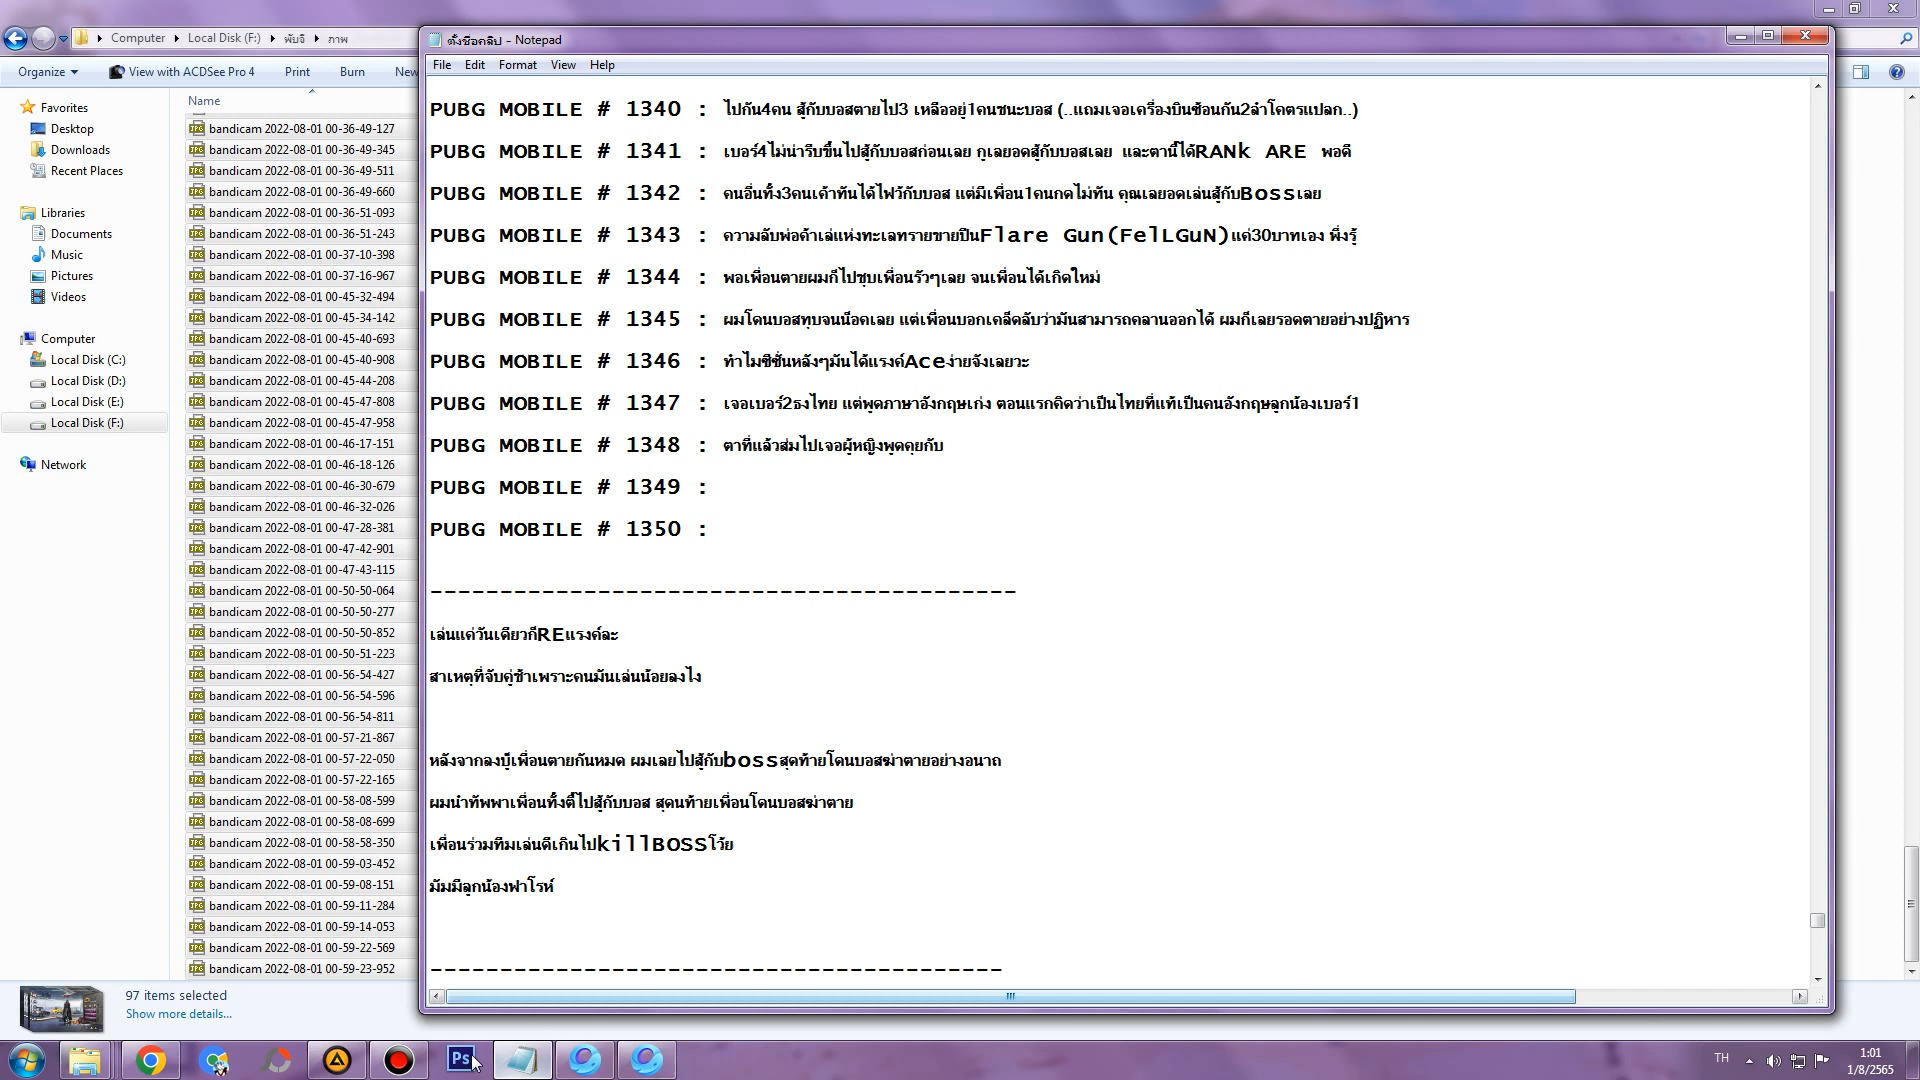 Computer
Local Disk (F:)
พับจี
ภาพ
ตั้งชื่อคลิป - Notepad
Organize
View with ACDSee Pro 4
Print
Burn
New
File
Edit
Format
View
Help
Favorites
Desktop
Downloads
Recent Places
Libraries
Documents
Music
Pictures
Videos
Computer
Local Disk (C:)
Local Disk (D:)
Local Disk (E:)
Local Disk (F:)
Network
Name
bandicam 2022-08-01 00-36-49-127
bandicam 2022-08-01 00-36-49-345
bandicam 2022-08-01 00-36-49-511
bandicam 2022-08-01 00-36-49-660
bandicam 2022-08-01 00-36-51-093
bandicam 2022-08-01 00-36-51-243
bandicam 2022-08-01 00-37-10-398
bandicam 2022-08-01 00-37-16-967
bandicam 2022-08-01 00-45-32-494
bandicam 2022-08-01 00-45-34-142
bandicam 2022-08-01 00-45-40-693
bandicam 2022-08-01 00-45-40-908
bandicam 2022-08-01 00-45-44-208
bandicam 2022-08-01 00-45-47-808
bandicam 2022-08-01 00-45-47-958
bandicam 2022-08-01 00-46-17-151
bandicam 2022-08-01 00-46-18-126
bandicam 2022-08-01 00-46-30-679
bandicam 2022-08-01 00-46-32-026
bandicam 2022-08-01 00-47-28-381
bandicam 2022-08-01 00-47-42-901
bandicam 2022-08-01 00-47-43-115
bandicam 2022-08-01 00-50-50-064
bandicam 2022-08-01 00-50-50-277
bandicam 2022-08-01 00-50-50-852
bandicam 2022-08-01 00-50-51-223
bandicam 2022-08-01 00-56-54-427
bandicam 2022-08-01 00-56-54-596
bandicam 2022-08-01 00-56-54-811
bandicam 2022-08-01 00-57-21-867
bandicam 2022-08-01 00-57-22-050
bandicam 2022-08-01 00-57-22-165
bandicam 2022-08-01 00-58-08-599
bandicam 2022-08-01 00-58-08-699
bandicam 2022-08-01 00-58-58-350
bandicam 2022-08-01 00-59-03-452
bandicam 2022-08-01 00-59-08-151
bandicam 2022-08-01 00-59-11-284
bandicam 2022-08-01 00-59-14-053
bandicam 2022-08-01 00-59-22-569
bandicam 2022-08-01 00-59-23-952
PUBG MOBILE # 1340 : ไปกัน4คน สู้กับบอสตายไป3 เหลืออยู่1คนชนะบอส (..แถมเจอเครื่องบินซ้อนกัน2ลำโคตรแปลก..)
PUBG MOBILE # 1341 : เบอร์4ไม่น่ารีบขึ้นไปสู้กับบอสก่อนเลย กูเลยอดสู้กับบอสเลย และตานี้ได้RANk ARE พอดี
PUBG MOBILE # 1342 : คนอื่นทั้ง3คนเค้าทันได้ไฟว้กับบอส แต่มีเพื่อน1คนกดไม่ทัน คุณเลยอดเล่นสู้กับBossเลย
PUBG MOBILE # 1343 : ความลับพ่อค้าเล่แห่งทะเลทรายขายปืนFlare Gun(FelLGuN)แค่30บาทเอง พึ่งรู้
PUBG MOBILE # 1344 : พอเพื่อนตายผมก็ไปชุบเพื่อนรัวๆเลย จนเพื่อนได้เกิดใหม่
PUBG MOBILE # 1345 : ผมโดนบอสทุบจนน็อคเลย แต่เพื่อนบอกเคล็ดลับว่ามันสามารถคลานออกได้ ผมก็เลยรอดตายอย่างปฏิหาร
PUBG MOBILE # 1346 : ทำไมซีซั่นหลังๆมันได้แรงค์Aceง่ายจังเลยวะ
PUBG MOBILE # 1347 : เจอเบอร์2ธงไทย แต่พูดภาษาอังกฤษเก่ง ตอนแรกคิดว่าเป็นไทยที่แท้เป็นคนอังกฤษลูกน้องเบอร์1
PUBG MOBILE # 1348 : ตาที่แล้วส่มไปเจอผู้หญิงพูดคุยกับ
PUBG MOBILE # 1349 :
PUBG MOBILE # 1350 :
------------------------------------------
เล่นแค่วันเดียวก็REแรงค์ละ
สาเหตุที่จับคู่ช้าเพราะคนมันเล่นน้อยลงไง
หลังจากลงบู๊เพื่อนตายกันหมด ผมเลยไปสู้กับbossสุดท้ายโดนบอสฆ่าตายอย่างอนาถ
ผมนำทัพพาเพื่อนทั้งตี้ไปสู้กับบอส สุดนท้ายเพื่อนโดนบอสฆ่าตาย
เพื่อนร่วมทีมเล่นดีเกินไปkillBOSSโว้ย
มัมมี่ลูกน้องฟาโรห์
-----------------------------------------
97 items selected
Show more details...
Ps
TH
1:01
1/8/2565